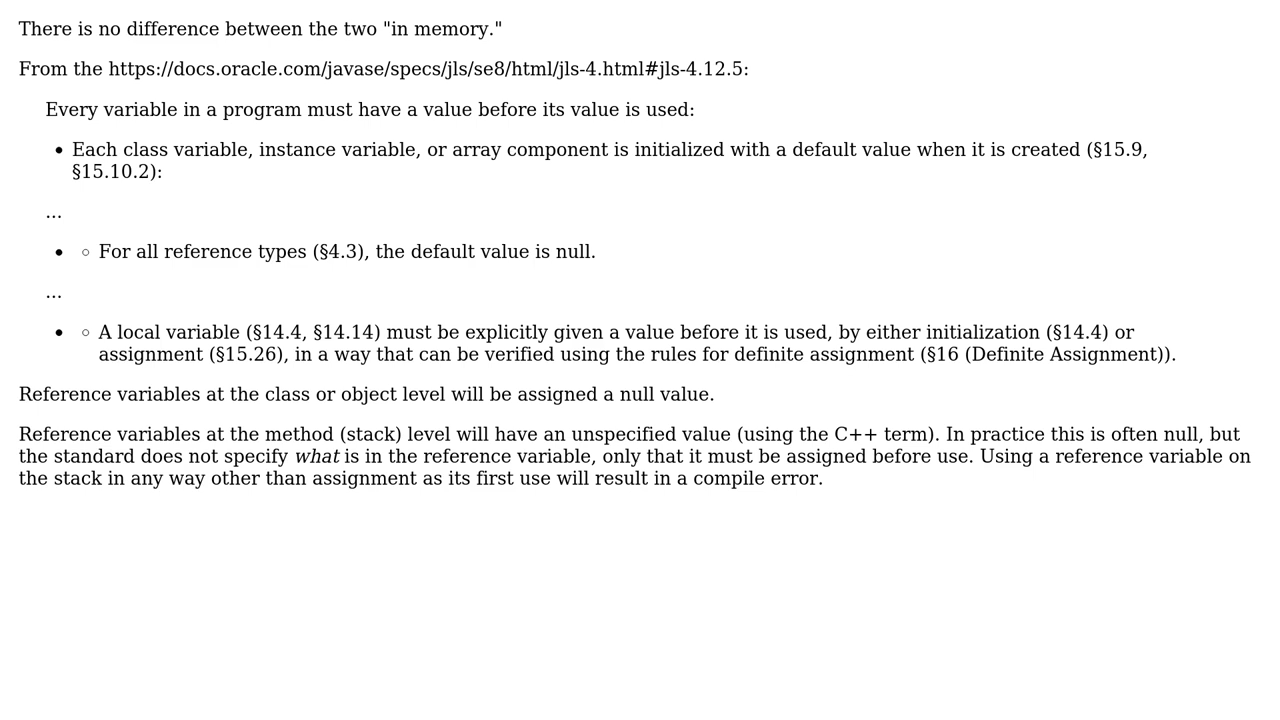 There is no difference between the two "in memory."
From the https://docs.oracle.com/javase/specs/jls/se8/html/jls-4.html#jls-4.12.5:
Every variable in a program must have a value before its value is used:
• Each class variable, instance variable, or array component is initialized with a default value when it is created (§15.9,
§15.10.2):
...
• ◦ For all reference types (§4.3), the default value is null.
...
• ◦ A local variable (§14.4, §14.14) must be explicitly given a value before it is used, by either initialization (§14.4) or
assignment (§15.26), in a way that can be verified using the rules for definite assignment (§16 (Definite Assignment)).
Reference variables at the class or object level will be assigned a null value.
Reference variables at the method (stack) level will have an unspecified value (using the C++ term). In practice this is often null, but
the standard does not specify what is in the reference variable, only that it must be assigned before use. Using a reference variable on
the stack in any way other than assignment as its first use will result in a compile error.